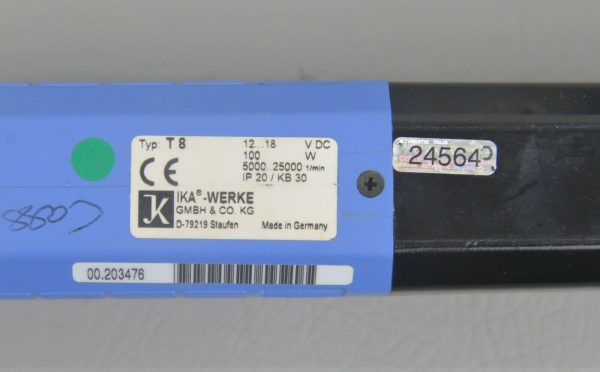 Typ: T 8 12...18 V DC
100 W
5000..25000 1/min
CE IP 20 / KB 30
IKA®-WERKE
GMBH & CO. KG
D-79219 Staufen Made in Germany
00.203476
24564